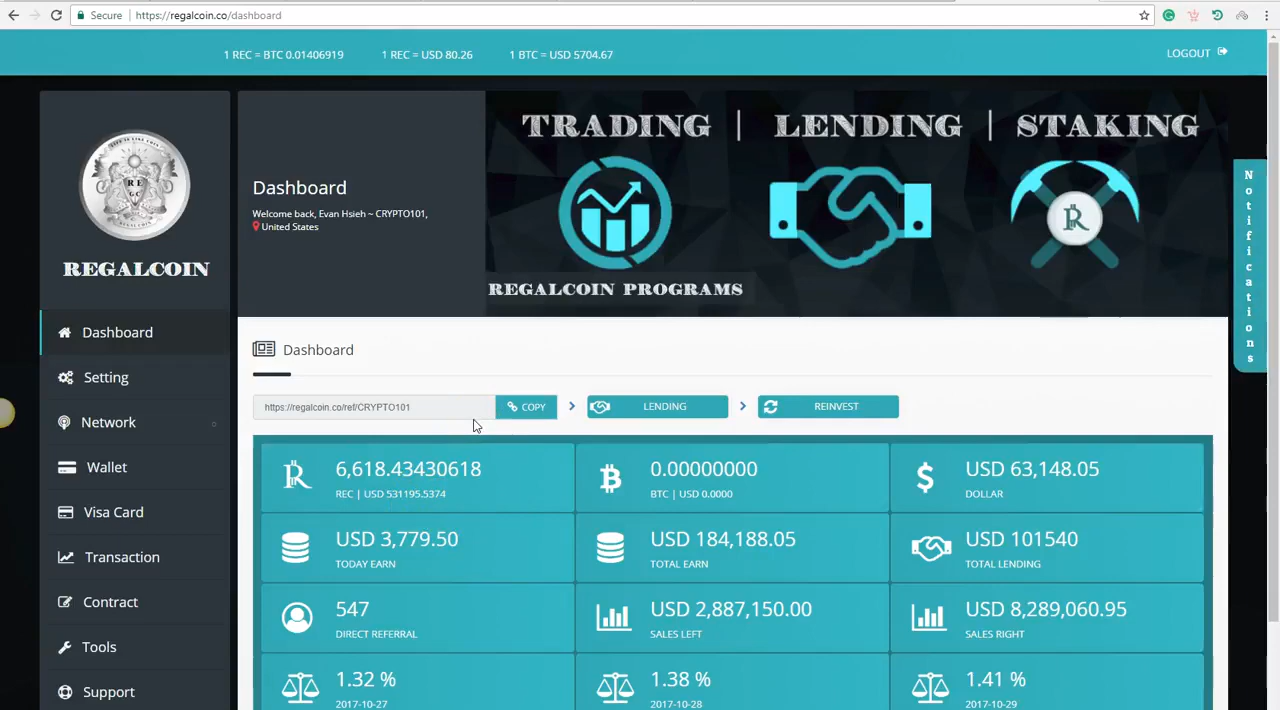 Secure
https://regalcoin.co/dashboard
1 REC = BTC 0.01406919
1 REC = USD 80.26
1 BTC = USD 5704.67
LOGOUT
REGALCOIN
Dashboard
Setting
Network
Wallet
Visa Card
Transaction
Contract
Tools
Support
Dashboard
Welcome back, Evan Hsieh ~ CRYPTO101,
United States
TRADING | LENDING | STAKING
REGALCOIN PROGRAMS
Notifications
Dashboard
https://regalcoin.co/ref/CRYPTO101
COPY
LENDING
REINVEST
6,618.43430618
REC | USD 531195.5374
0.00000000
BTC | USD 0.0000
USD 63,148.05
DOLLAR
USD 3,779.50
TODAY EARN
USD 184,188.05
TOTAL EARN
USD 101540
TOTAL LENDING
547
DIRECT REFERRAL
USD 2,887,150.00
SALES LEFT
USD 8,289,060.95
SALES RIGHT
1.32 %
2017-10-27
1.38 %
2017-10-28
1.41 %
2017-10-29